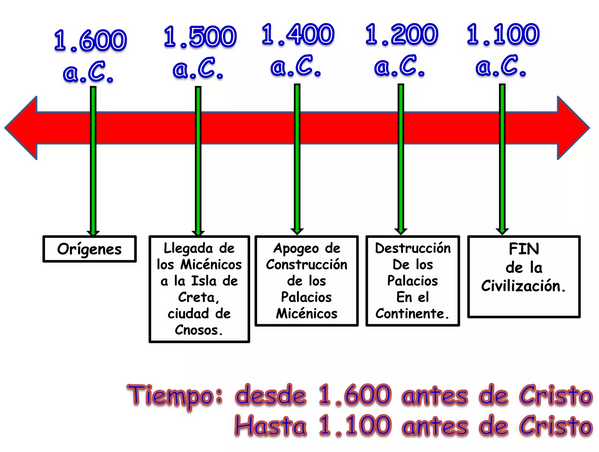 1.600
a.C.
1.500
a.C.
1.400
a.C.
1.200
a.C.
1.100
a.C.
Orígenes
Llegada de
los Micénicos
a la Isla de
Creta,
ciudad de
Cnosos.
Apogeo de
Construcción
de los
Palacios
Micénicos
Destrucción
De los
Palacios
En el
Continente.
FIN
de la
Civilización.
Tiempo: desde 1.600 antes de Cristo
Hasta 1.100 antes de Cristo